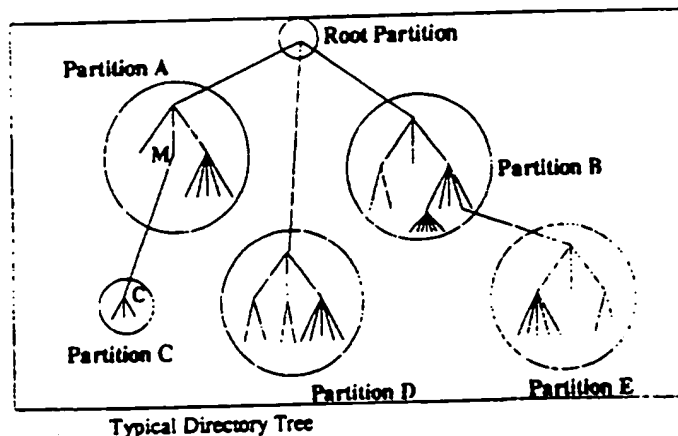 Root Partition
Partition A
M
Partition B
C
Partition C
Partition D
Partition E
Typical Directory Tree